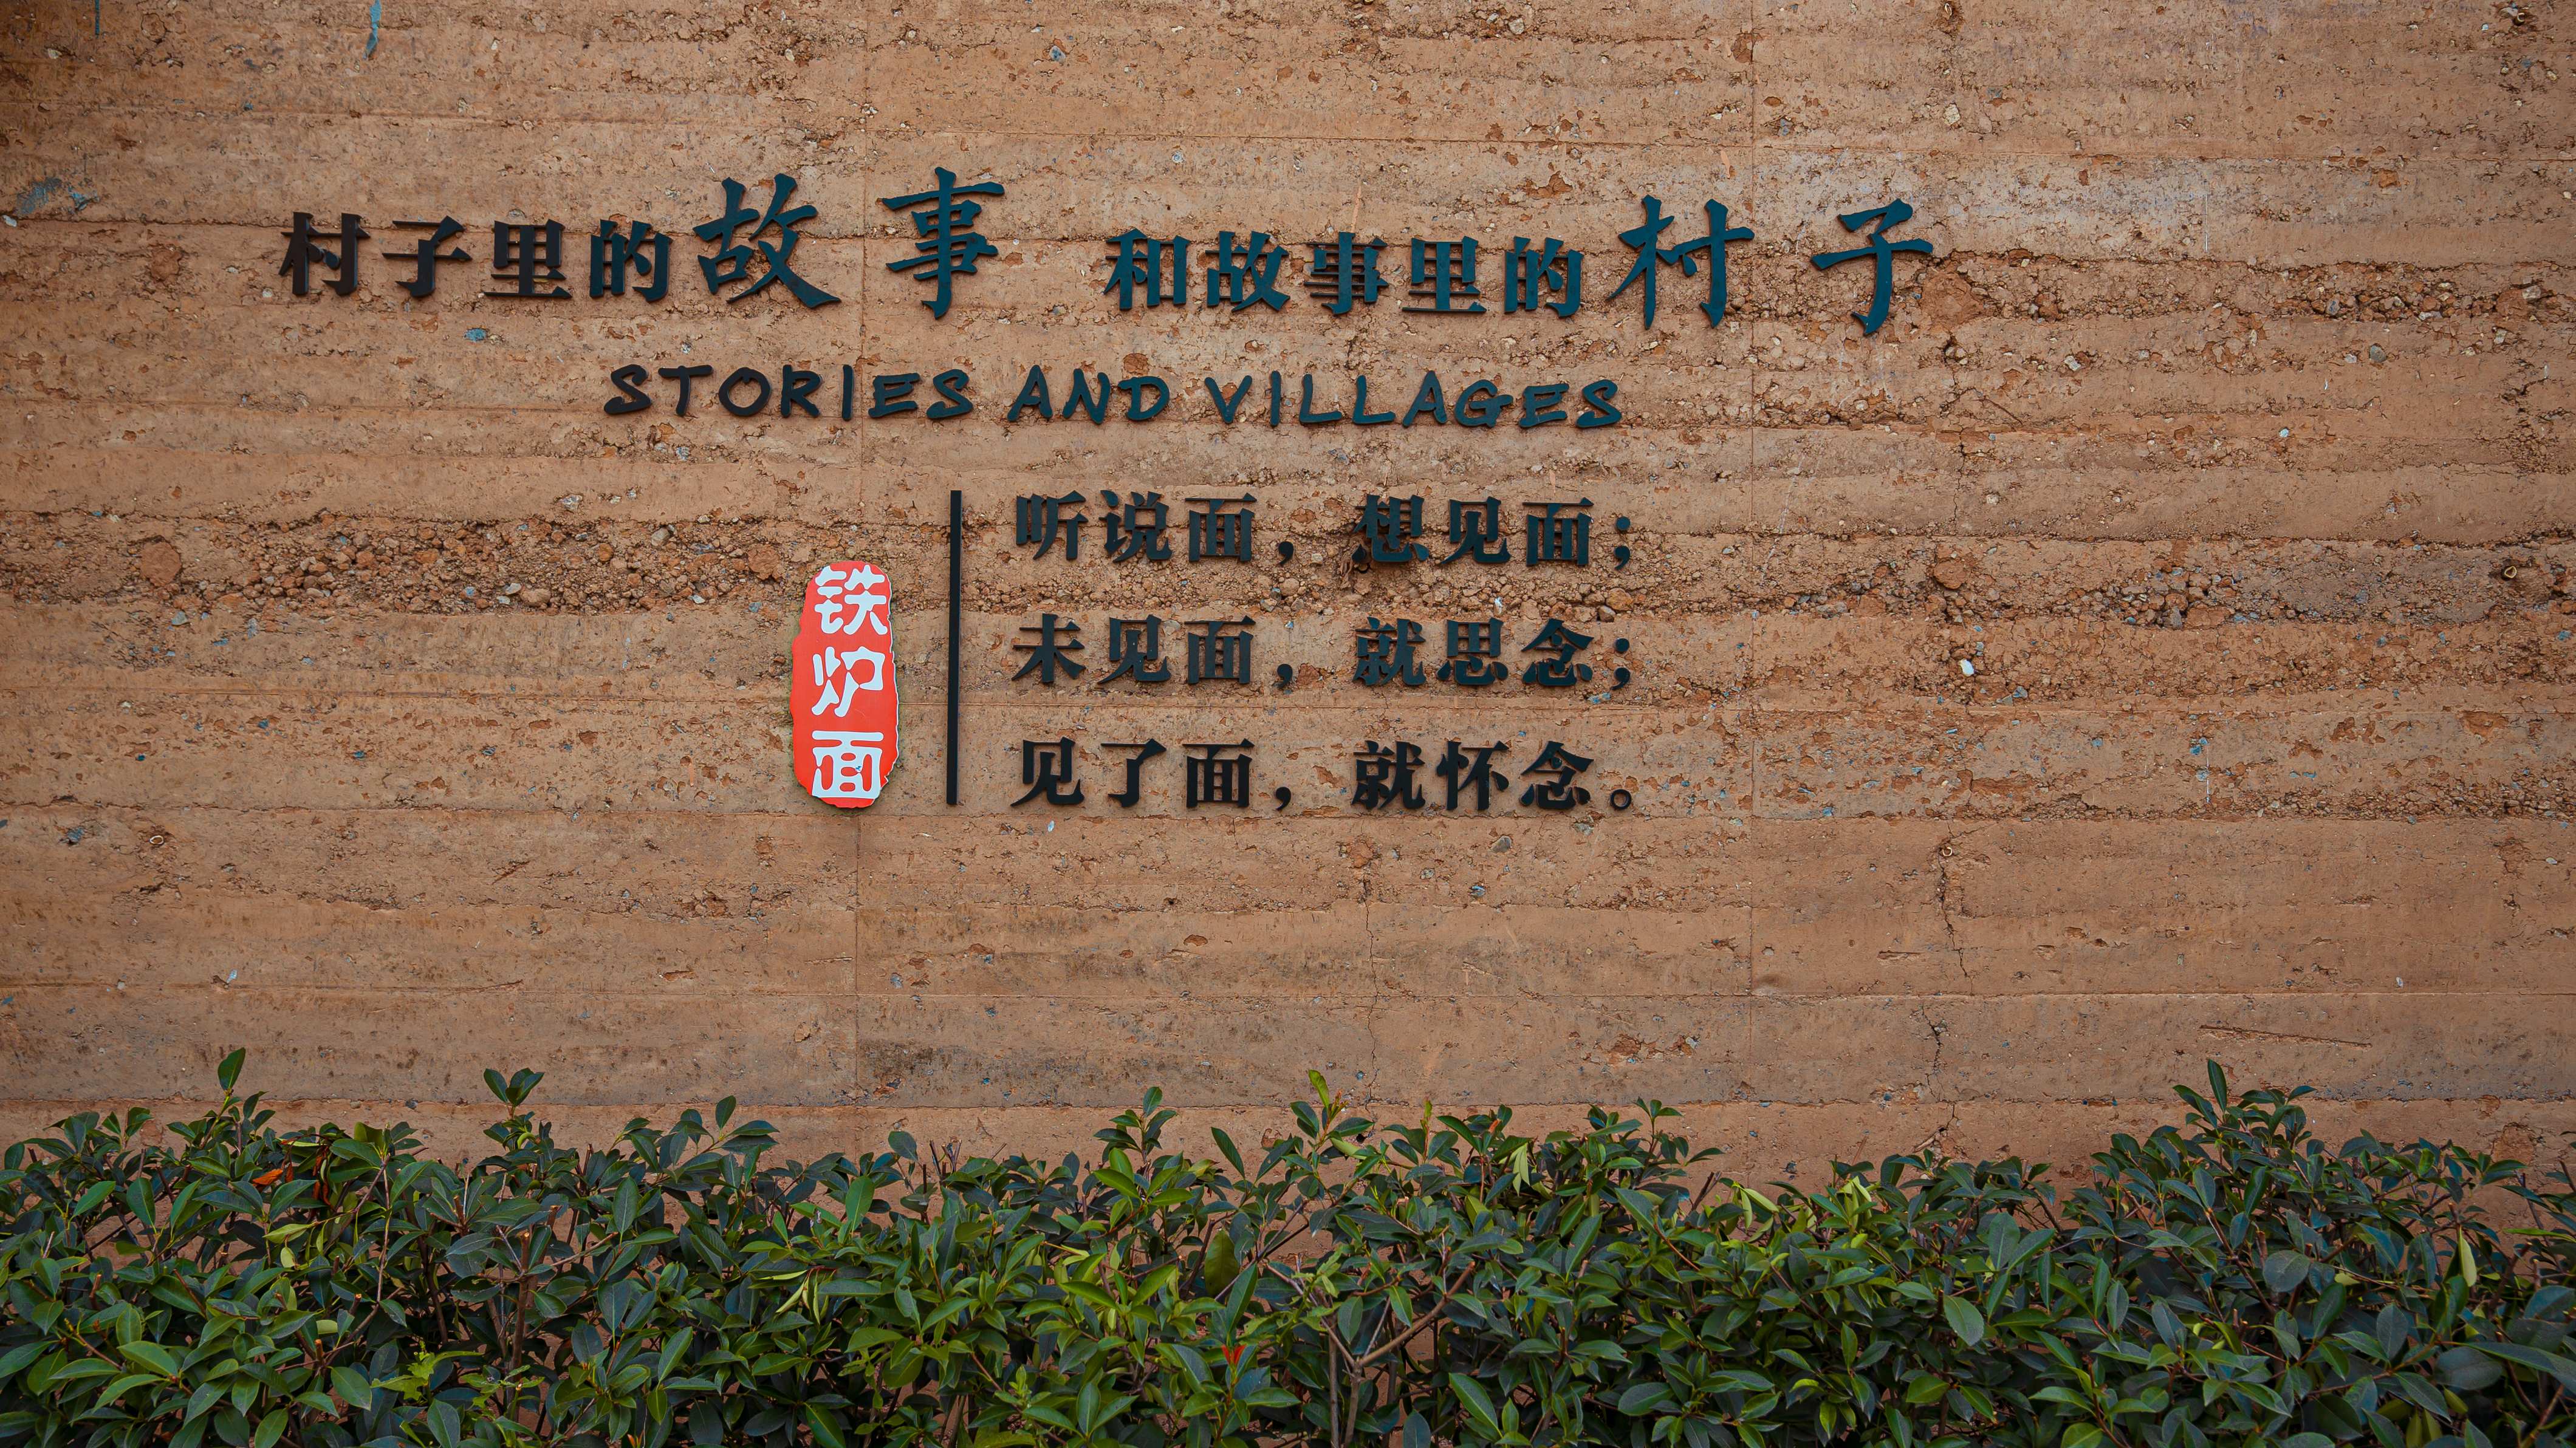 村子里的故事 和故事里的村子
STORIES AND VILLAGES
铁炉面
听说面，想见面；
未见面，就思念；
见了面，就怀念。